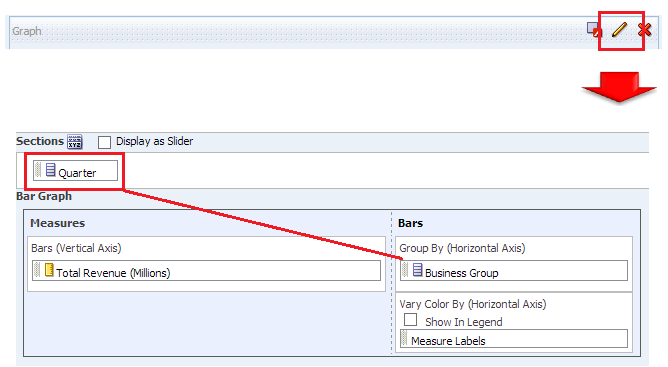 Graph
Sections Display as Slider
Quarter
Bar Graph
Measures
Bars (Vertical Axis)
Total Revenue (Millions)
Bars
Group By (Horizontal Axis)
Business Group
Vary Color By (Horizontal Axis)
Show In Legend
Measure Labels